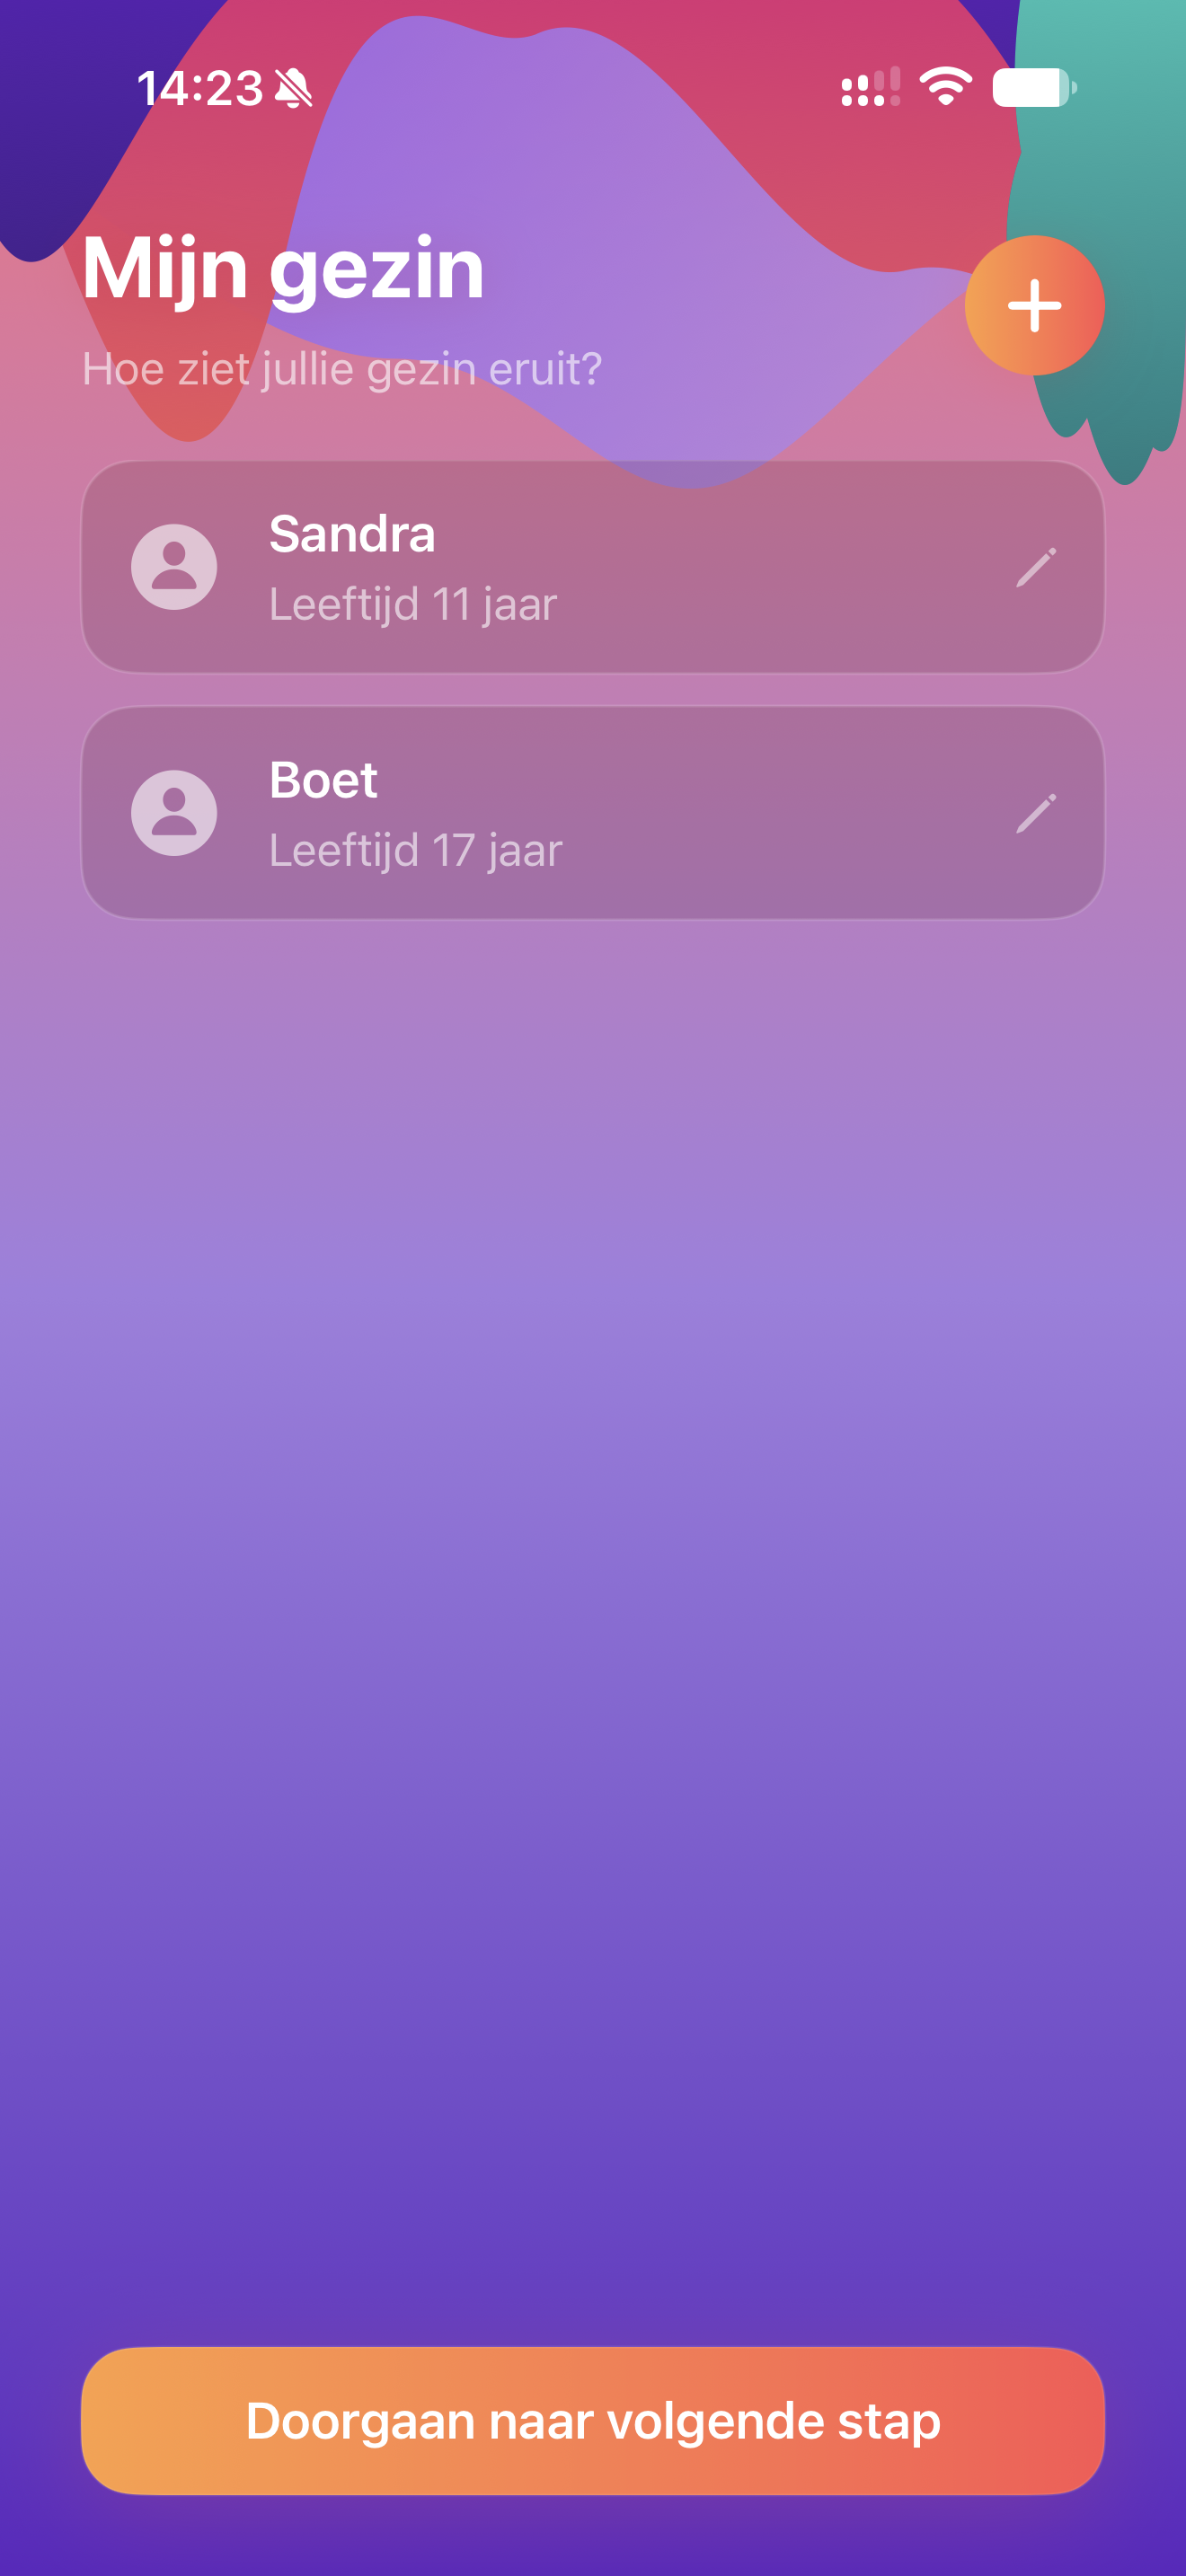 14:23
Mijn gezin
Hoe ziet jullie gezin eruit?
Sandra
Leeftijd 11 jaar
Boet
Leeftijd 17 jaar
Doorgaan naar volgende stap